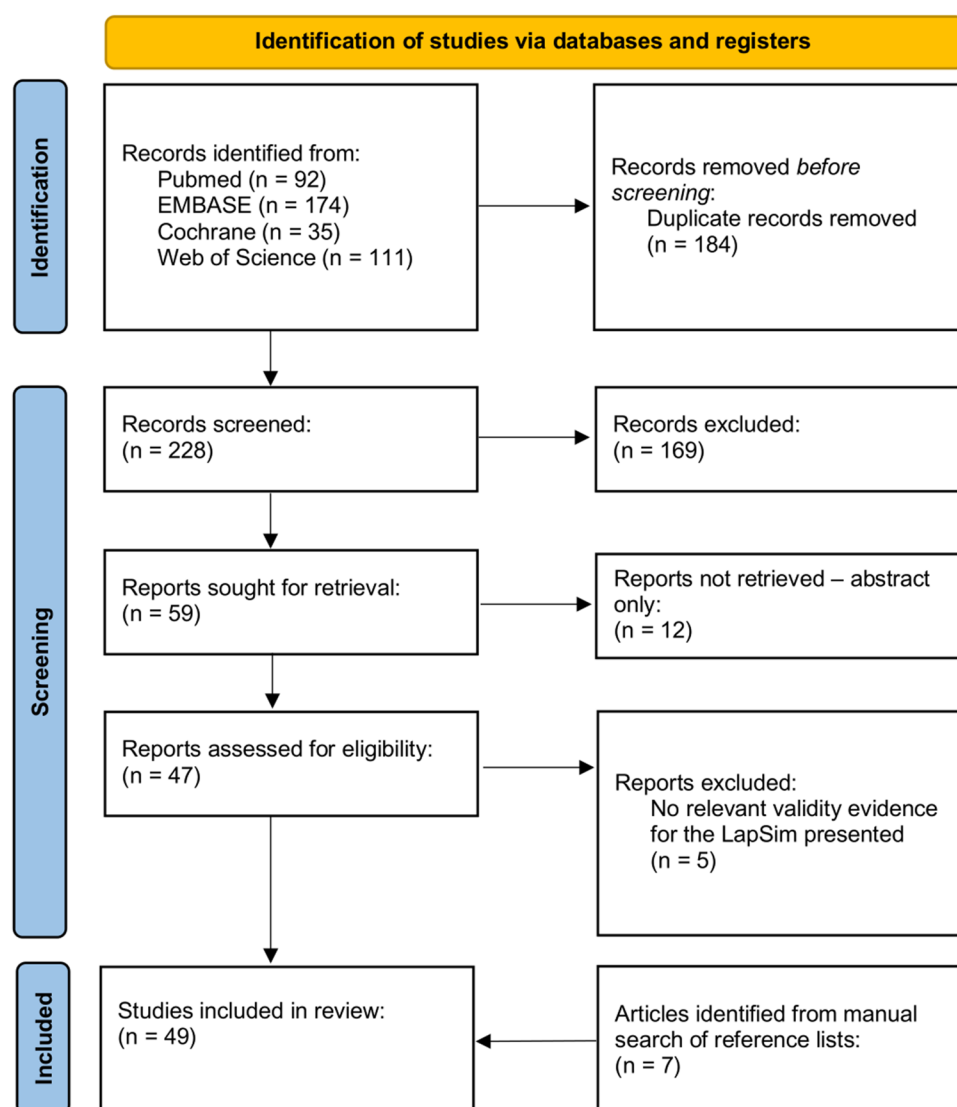 Identification of studies via databases and registers
Identification
Records identified from:
Pubmed (n = 92)
EMBASE (n = 174)
Cochrane (n = 35)
Web of Science (n = 111)
Records removed before
screening:
Duplicate records removed
(n = 184)
Screening
Records screened:
(n = 228)
Records excluded:
(n = 169)
Reports sought for retrieval:
(n = 59)
Reports not retrieved – abstract
only:
(n = 12)
Reports assessed for eligibility:
(n = 47)
Reports excluded:
No relevant validity evidence
for the LapSim presented
(n = 5)
Included
Studies included in review:
(n = 49)
Articles identified from manual
search of reference lists:
(n = 7)